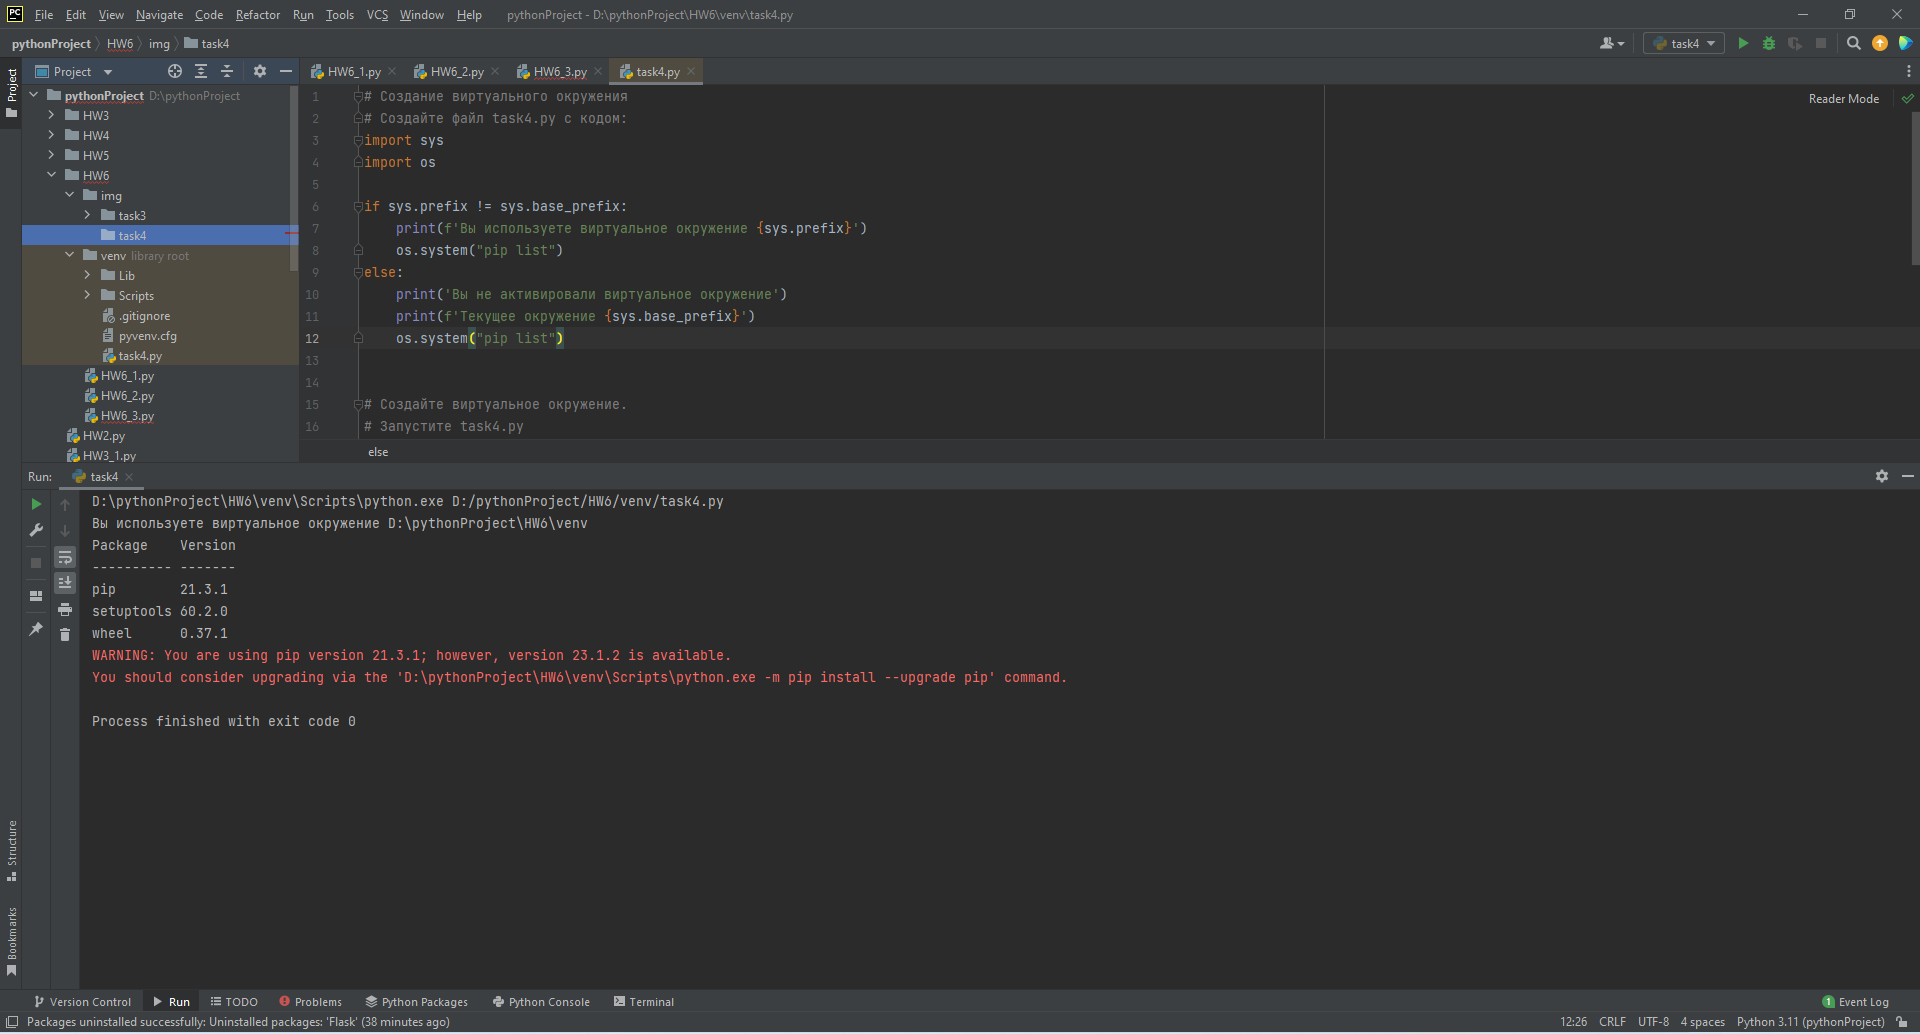 PC File Edit View Navigate Code Refactor Run Tools VCS Window Help pythonProject - D:\pythonProject\HW6\venv\task4.py
pythonProject HW6 img task4
task4
Project
Project
HW6_1.py
HW6_2.py
HW6_3.py
task4.py
pythonProject D:\pythonProject
HW3
HW4
HW5
HW6
img
task3
task4
venv library root
Lib
Scripts
.gitignore
pyvenv.cfg
task4.py
HW6_1.py
HW6_2.py
HW6_3.py
HW2.py
HW3_1.py
Reader Mode
1 # Создание виртуального окружения
2 # Создайте файл task4.py с кодом:
3 import sys
4 import os
5
6 if sys.prefix != sys.base_prefix:
7 print(f'Вы используете виртуальное окружение {sys.prefix}')
8 os.system("pip list")
9 else:
10 print('Вы не активировали виртуальное окружение')
11 print(f'Текущее окружение {sys.base_prefix}')
12 os.system("pip list")
13
14
15 # Создайте виртуальное окружение.
16 # Запустите task4.py
else
Run: task4
D:\pythonProject\HW6\venv\Scripts\python.exe D:/pythonProject/HW6/venv/task4.py
Вы используете виртуальное окружение D:\pythonProject\HW6\venv
Package    Version
---------- -------
pip        21.3.1
setuptools 60.2.0
wheel      0.37.1
WARNING: You are using pip version 21.3.1; however, version 23.1.2 is available.
You should consider upgrading via the 'D:\pythonProject\HW6\venv\Scripts\python.exe -m pip install --upgrade pip' command.
Process finished with exit code 0
Structure
Bookmarks
Version Control Run TODO Problems Python Packages Python Console Terminal 1 Event Log
Packages uninstalled successfully: Uninstalled packages: 'Flask' (38 minutes ago) 12:26 CRLF UTF-8 4 spaces Python 3.11 (pythonProject)